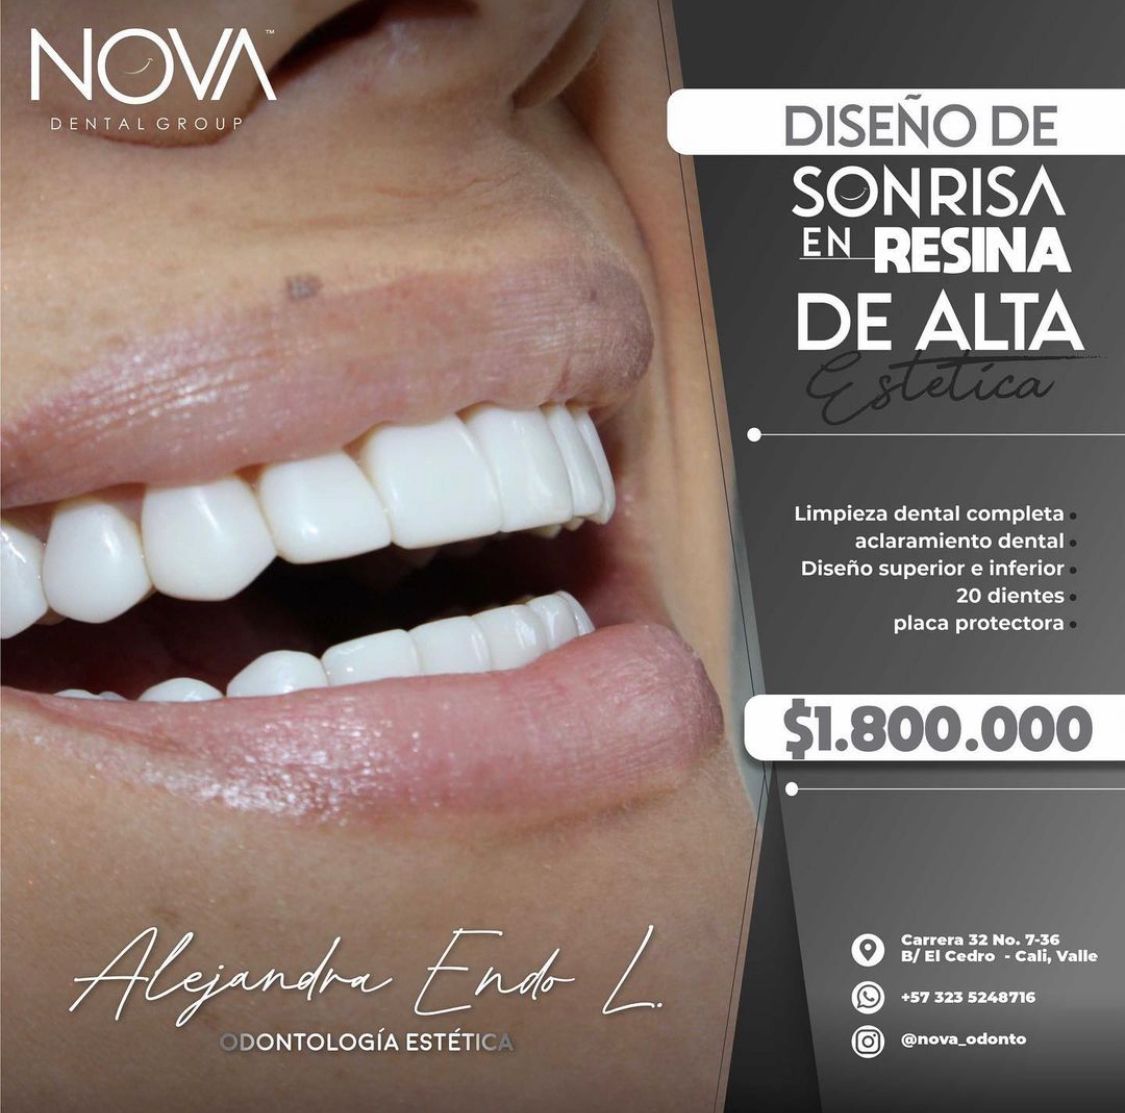 NOVA™
DENTAL GROUP
DISEÑO DE
SONRISA
EN RESINA
DE ALTA
Estetica
Limpieza dental completa •
aclaramiento dental •
Diseño superior e inferior •
20 dientes •
placa protectora •
$1.800.000
Alejandra Endo L.
ODONTOLOGÍA ESTÉTICA
Carrera 32 No. 7-36
B/ El Cedro - Cali, Valle
+57 323 5248716
@nova_odonto